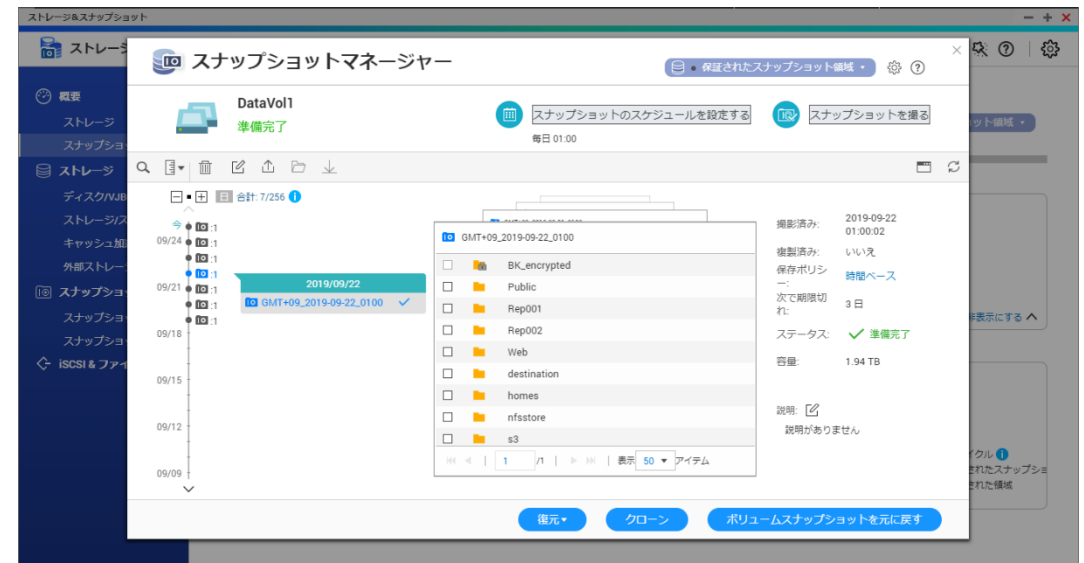 ストレージ&スナップショット
ストレー
スナップショットマネージャー
保証されたスナップショット領域
DataVol1
準備完了
スナップショットのスケジュールを設定する
毎日 01:00
スナップショットを撮る
概要
ストレージ
スナップショ
ストレージ
ディスク/VJB
ストレージ/ス
キャッシュ加
外部ストレー
スナップショ
スナップショ
スナップショ
iSCSI & ファイ
合計: 7/256
今
:1
09/24
:1
:1
:1
09/21
:1
:1
:1
09/18
09/15
09/12
09/09
2019/09/22
GMT+09_2019-09-22_0100
GMT+09_2019-09-22_0100
BK_encrypted
Public
Rep001
Rep002
Web
destination
homes
nfsstore
s3
1 /1 | 表示 50 アイテム
撮影済み: 2019-09-22 01:00:02
複製済み: いいえ
保存ポリシー: 時間ベース
次で期限切れ: 3 日
ステータス: 準備完了
容量: 1.94 TB
説明:
説明がありません
復元
クローン
ボリュームスナップショットを元に戻す
ット領域
非表示にする
イクル
されたスナップショ
された領域